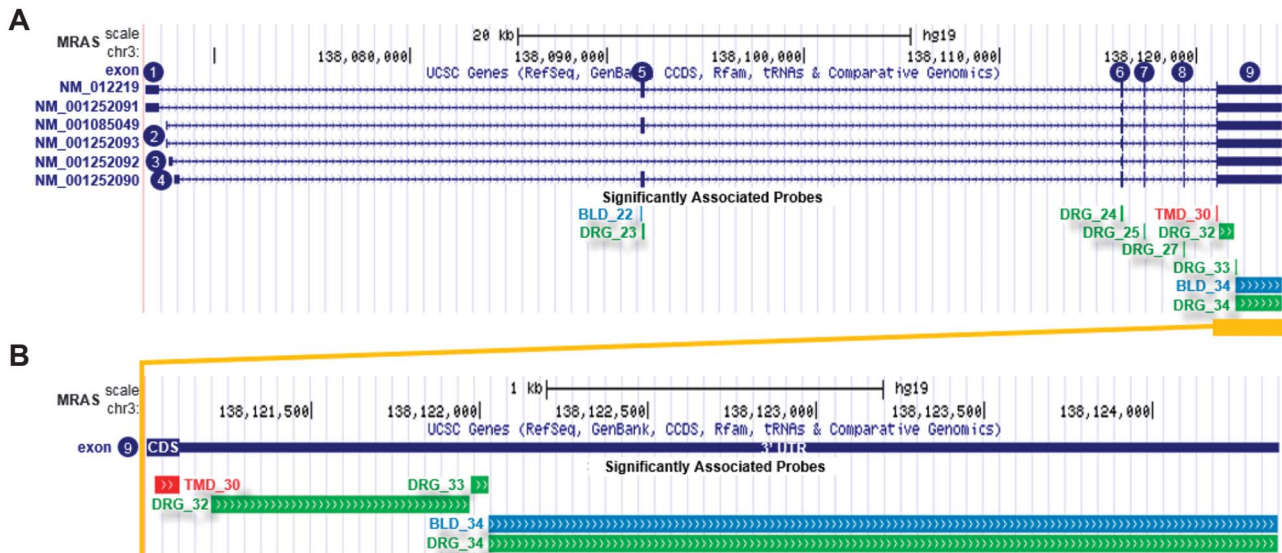 A
MRAS scale 20 kb hg19
chr3: 138,080,000 138,090,000 138,100,000 138,110,000 138,120,000
exon 1 5 6 7 8 9
UCSC Genes (RefSeq, GenBank, CCDS, Rfam, tRNAs & Comparative Genomics)
NM_012219
NM_001252091
NM_001085049
2
NM_001252093
NM_001252092 3
NM_001252090 4
Significantly Associated Probes
BLD_22 DRG_24 TMD_30
DRG_23 DRG_25 DRG_32
DRG_27
DRG_33
BLD_34
DRG_34
B
MRAS scale 1 kb hg19
chr3: 138,121,500 138,122,000 138,122,500 138,123,000 138,123,500 138,124,000
UCSC Genes (RefSeq, GenBank, CCDS, Rfam, tRNAs & Comparative Genomics)
exon 9 CDS 3' UTR
Significantly Associated Probes
TMD_30 DRG_33
DRG_32
BLD_34
DRG_34